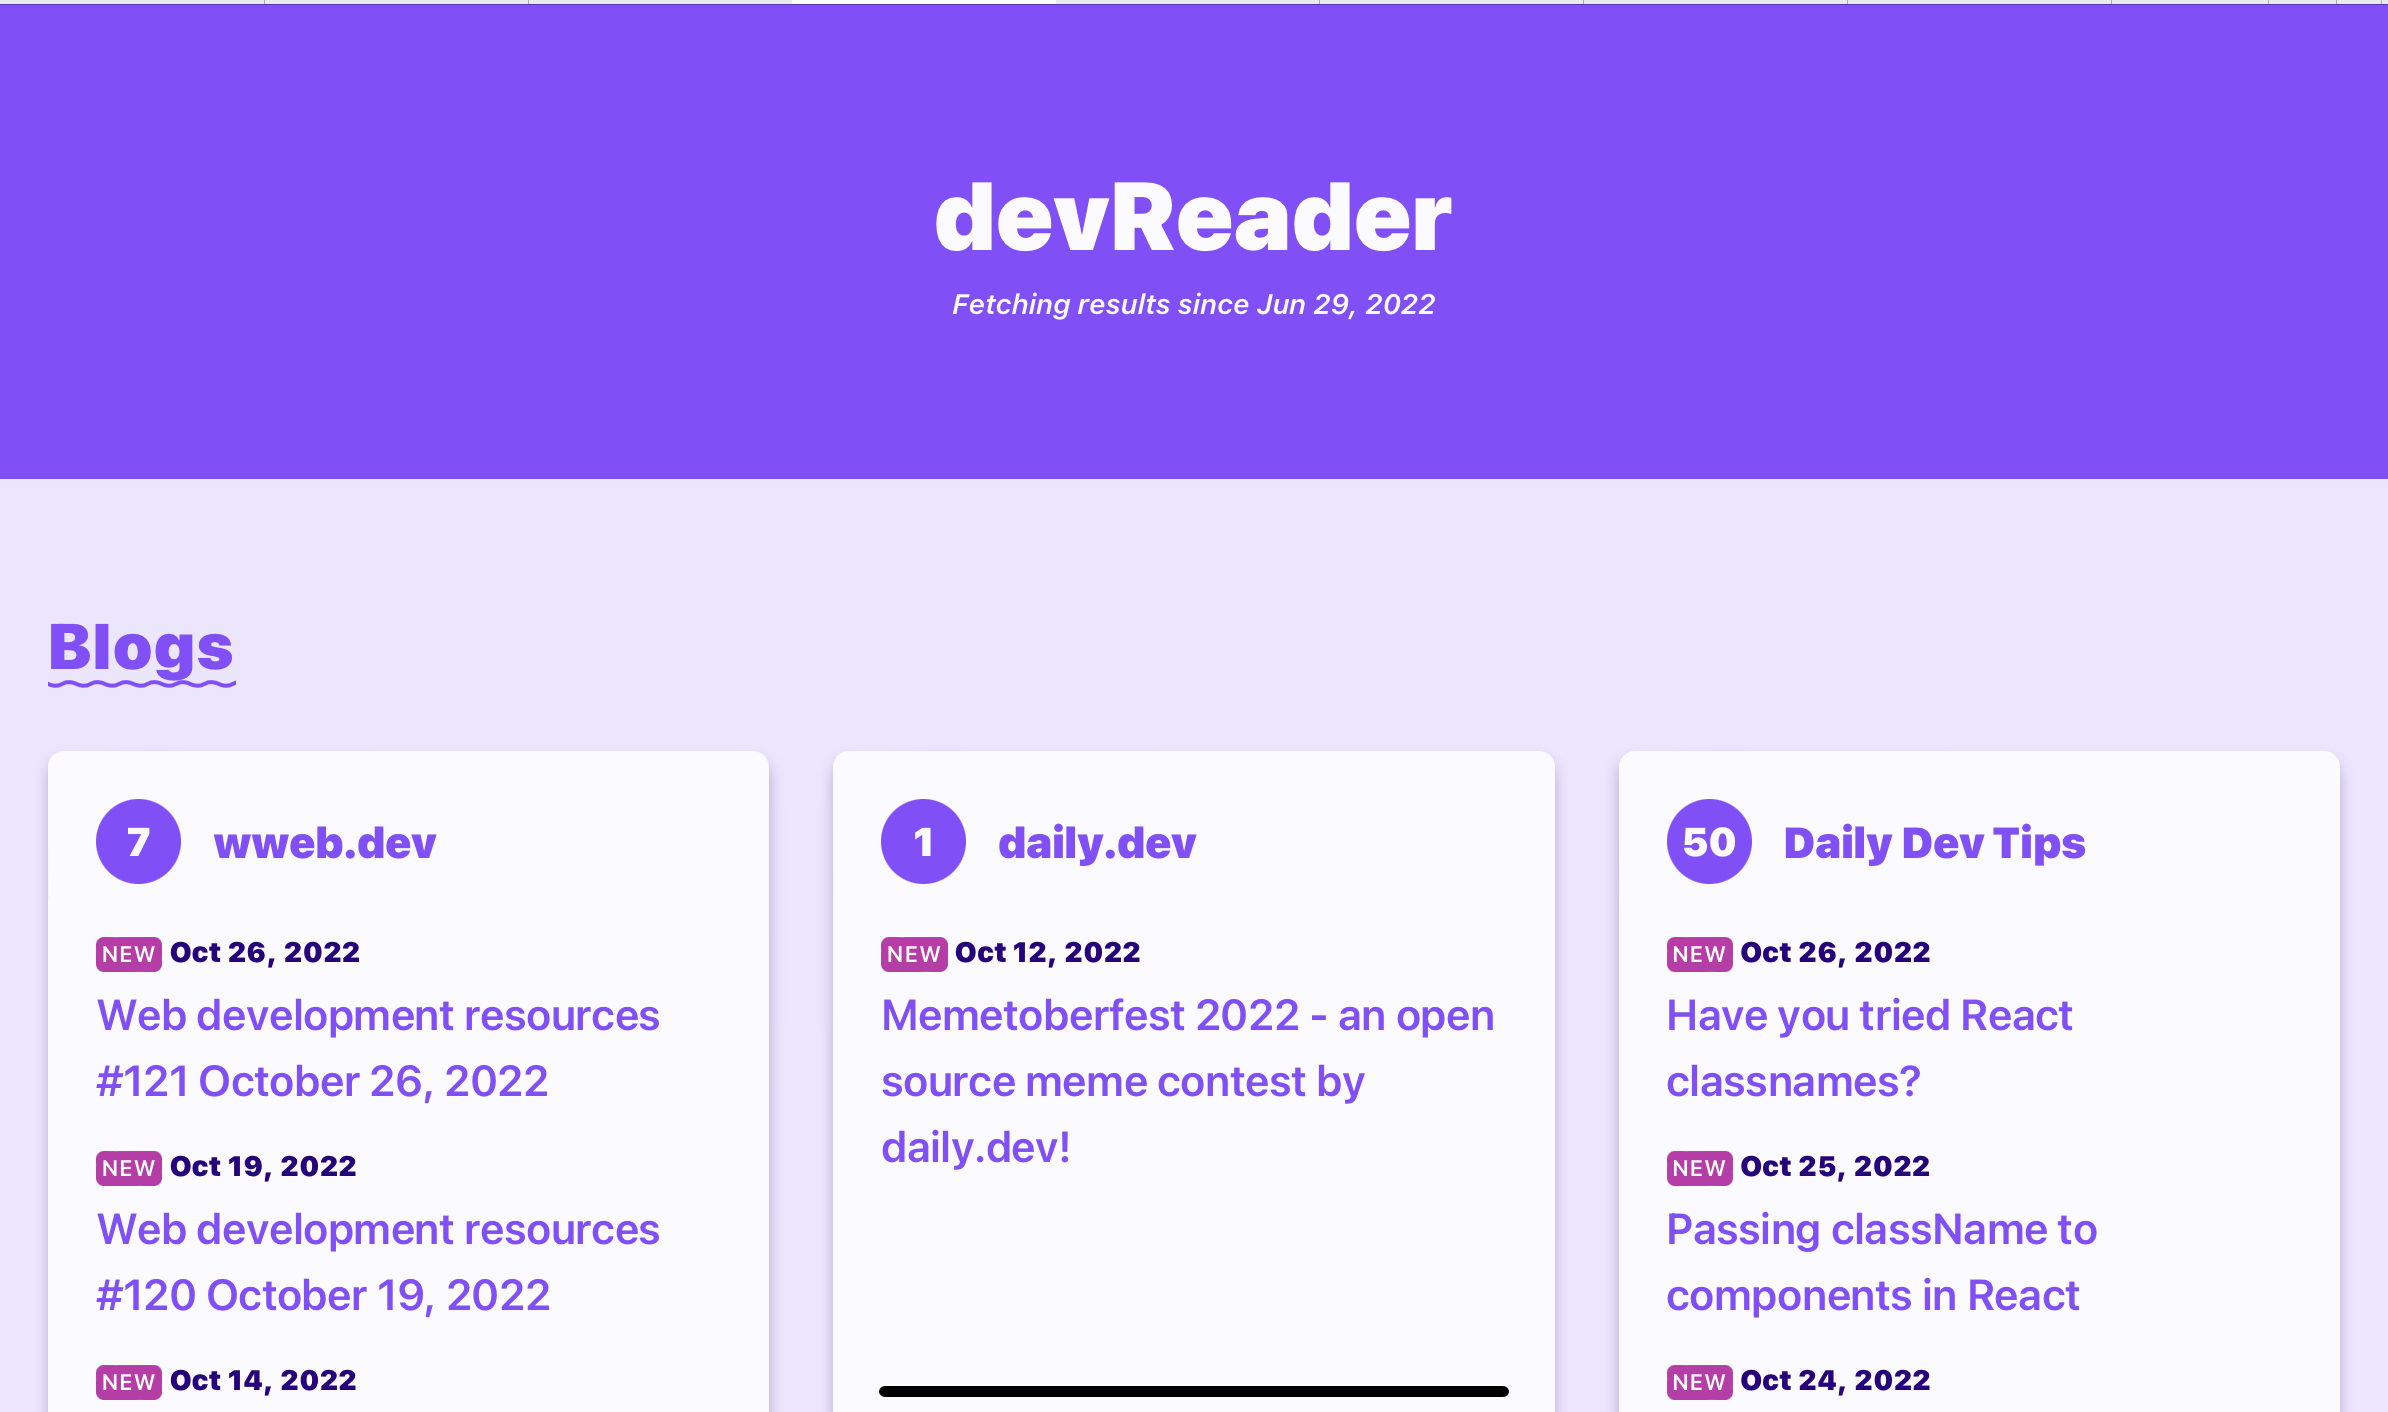 devReader
Fetching results since Jun 29, 2022
Blogs
7 wweb.dev
NEW Oct 26, 2022
Web development resources
#121 October 26, 2022
NEW Oct 19, 2022
Web development resources
#120 October 19, 2022
NEW Oct 14, 2022
1 daily.dev
NEW Oct 12, 2022
Memetoberfest 2022 - an open
source meme contest by
daily.dev!
50 Daily Dev Tips
NEW Oct 26, 2022
Have you tried React
classnames?
NEW Oct 25, 2022
Passing className to
components in React
NEW Oct 24, 2022